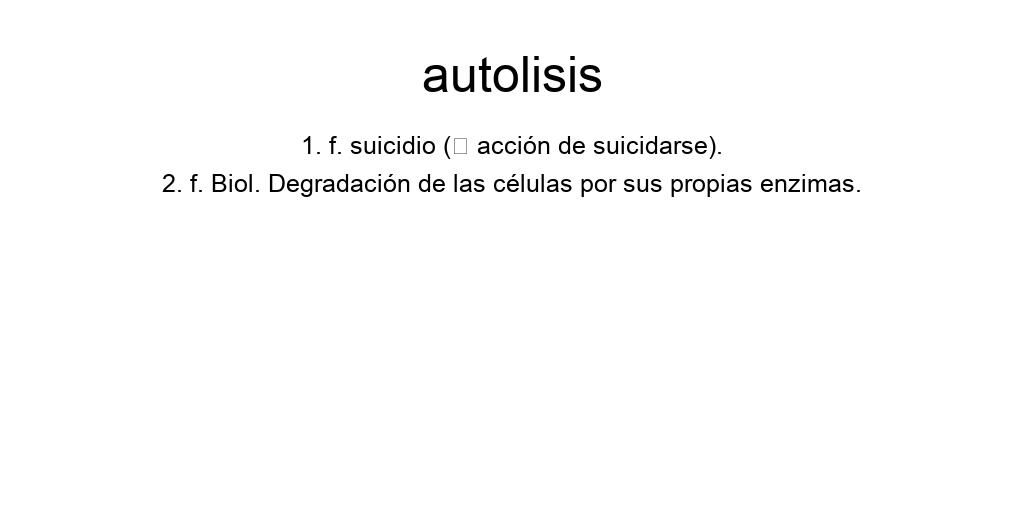 autolisis
1. f. suicidio (□ acción de suicidarse).
2. f. Biol. Degradación de las células por sus propias enzimas.